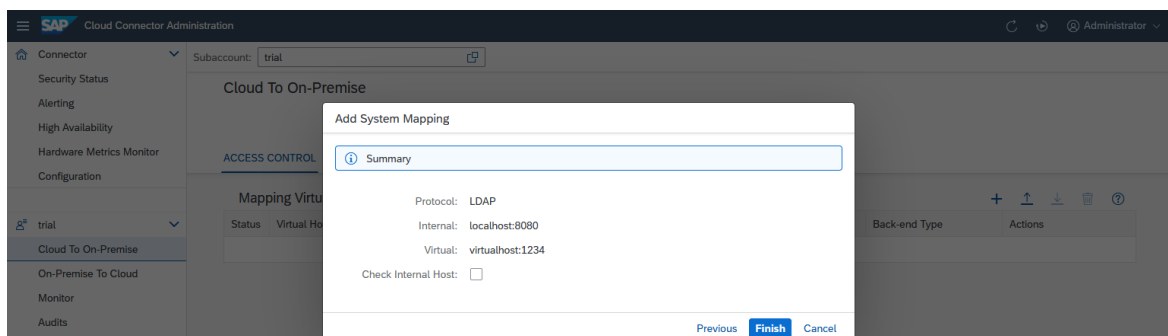 SAP Cloud Connector Administration
Administrator
Connector
Security Status
Alerting
High Availability
Hardware Metrics Monitor
Configuration
trial
Cloud To On-Premise
On-Premise To Cloud
Monitor
Audits
Subaccount: trial
Cloud To On-Premise
ACCESS CONTROL
Mapping Virtu
Status Virtual Ho
Back-end Type Actions
Add System Mapping
Summary
Protocol: LDAP
Internal: localhost:8080
Virtual: virtualhost:1234
Check Internal Host:
Previous Finish Cancel